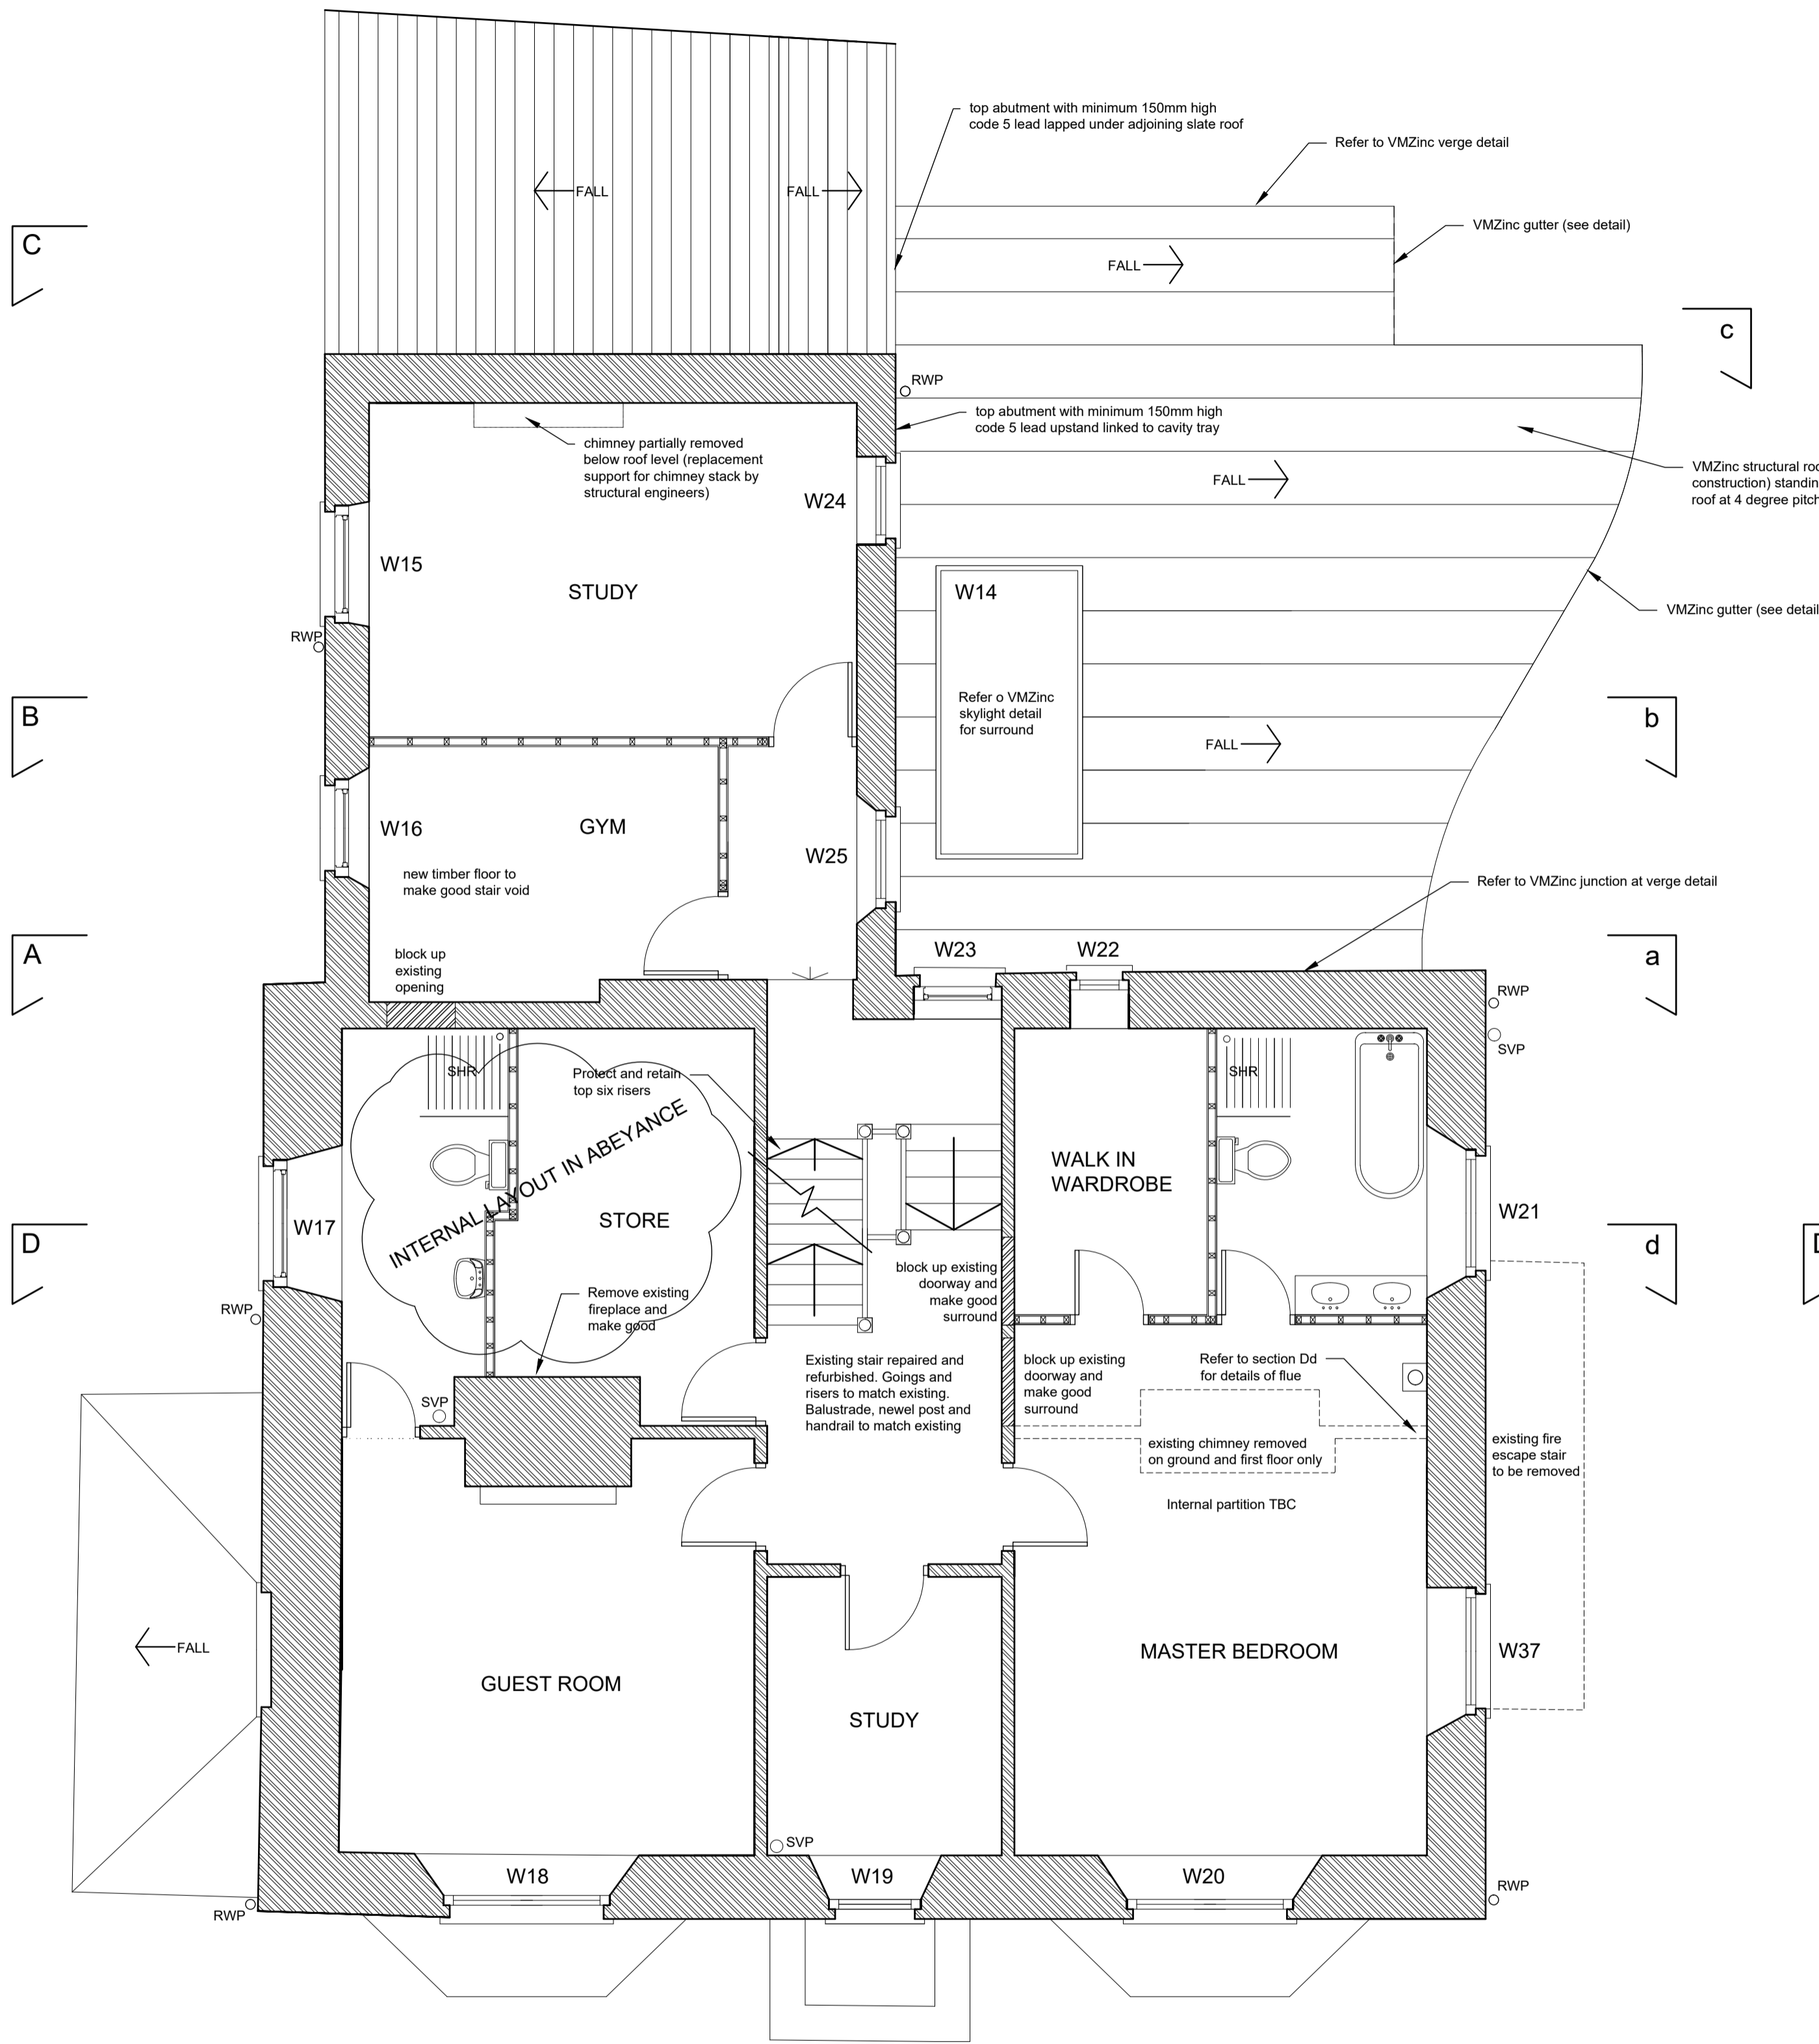 top abutment with minimum 150mm high
code 5 lead lapped under adjoining slate roof
Refer to VMZinc verge detail
FALL
FALL
VMZinc gutter (see detail)
C
FALL
c
RWP
top abutment with minimum 150mm high
code 5 lead upstand linked to cavity tray
chimney partially removed
below roof level (replacement
support for chimney stack by
structural engineers)
VMZinc structural roo
construction) standin
roof at 4 degree pitch
FALL
W24
W15
STUDY
W14
VMZinc gutter (see detail
RWP
Refer o VMZinc
skylight detail
for surround
B
b
FALL
W16
GYM
W25
new timber floor to
make good stair void
Refer to VMZinc junction at verge detail
A
block up
existing
opening
W23
W22
a
RWP
SVP
SHR
Protect and retain
top six risers
SHR
INTERNAL LAYOUT IN ABEYANCE
WALK IN
WARDROBE
D
W17
STORE
W21
d
D
block up existing
doorway and
make good
surround
RWP
Remove existing
fireplace and
make good
Existing stair repaired and
refurbished. Goings and
risers to match existing.
Balustrade, newel post and
handrail to match existing
block up existing
doorway and
make good
surround
Refer to section Dd
for details of flue
SVP
existing chimney removed
on ground and first floor only
existing fire
escape stair
to be removed
Internal partition TBC
FALL
GUEST ROOM
STUDY
MASTER BEDROOM
W37
SVP
W18
W19
W20
RWP
RWP